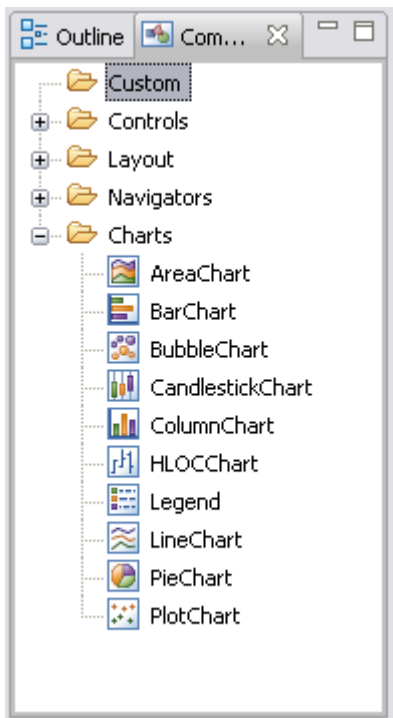 Outline Com...
Custom
Controls
Layout
Navigators
Charts
AreaChart
BarChart
BubbleChart
CandlestickChart
ColumnChart
HLOCChart
Legend
LineChart
PieChart
PlotChart